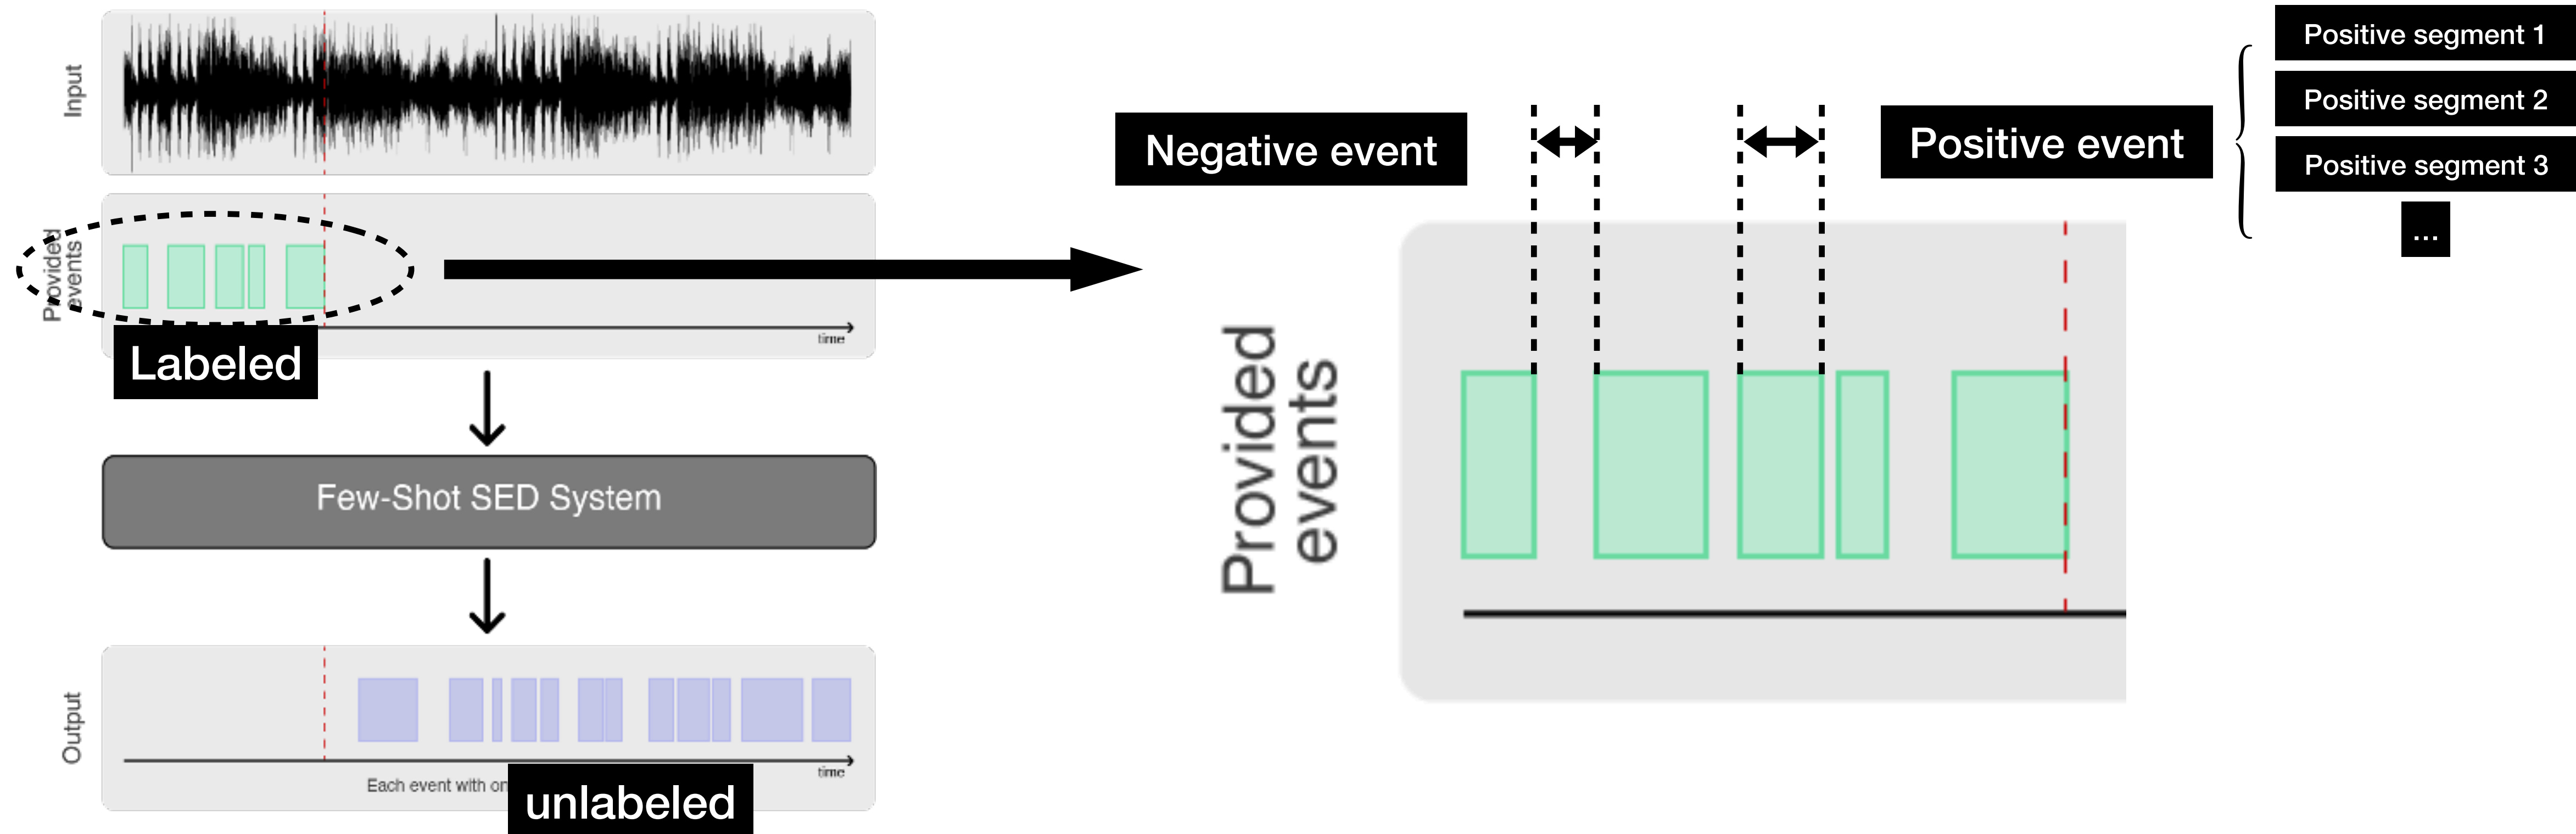 Input
Provided
events
time
Labeled
Few-Shot SED System
Output
time
Each event with on
unlabeled
Negative event
Positive event
Positive segment 1
Positive segment 2
Positive segment 3
...
Provided
events